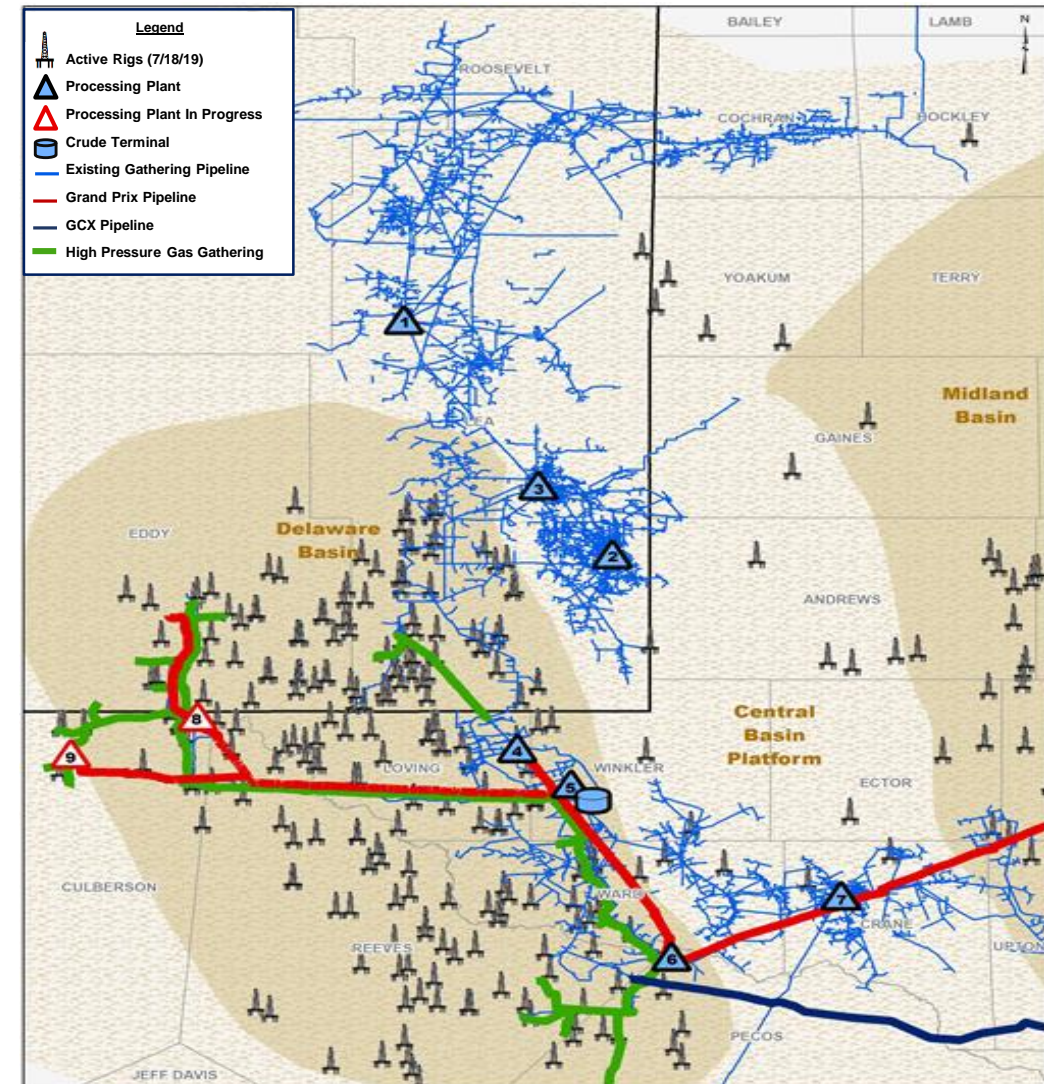 Legend
Active Rigs (7/18/19)
Processing Plant
Processing Plant In Progress
Crude Terminal
Existing Gathering Pipeline
Grand Prix Pipeline
GCX Pipeline
High Pressure Gas Gathering
BAILEY
LAMB
N
ROOSEVELT
COCHRAN
HOCKLEY
YOAKUM
TERRY
1
LEA
Midland
Basin
GAINES
3
EDDY
Delaware
Basin
2
ANDREWS
8
Central
Basin
Platform
4
9
LOVING
WINKLER
5
ECTOR
CULBERSON
WARD
7
CRANE
REEVES
UPTON
6
PECOS
JEFF DAVIS